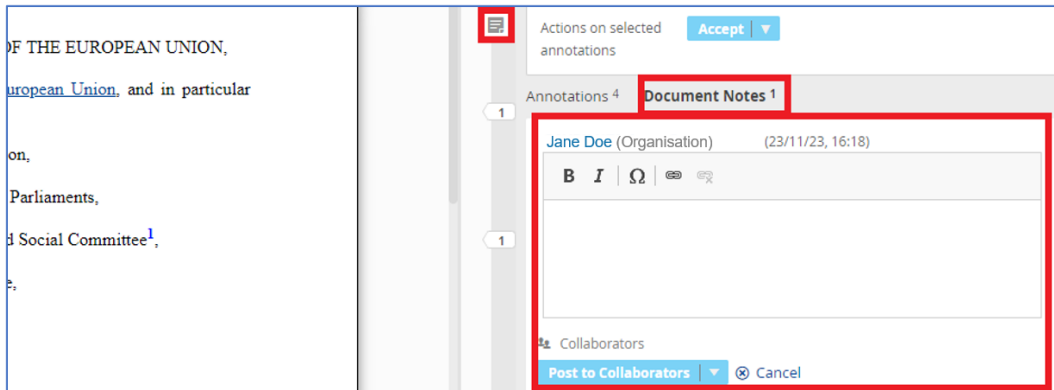 OF THE EUROPEAN UNION,
uropean Union, and in particular
on,
Parliaments,
d Social Committee1,
e,
Actions on selected
annotations
Accept
Annotations 4
Document Notes 1
1
Jane Doe (Organisation) (23/11/23, 16:18)
B I Ω
1
Collaborators
Post to Collaborators
Cancel